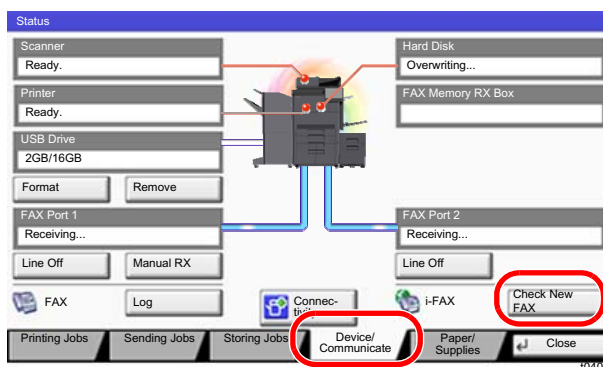 Status
Scanner
Ready.
Hard Disk
Overwriting...
Printer
Ready.
FAX Memory RX Box
USB Drive
2GB/16GB
Format
Remove
FAX Port 1
Receiving...
FAX Port 2
Receiving...
Line Off
Manual RX
Line Off
FAX
Log
Connec-
tivity
i-FAX
Check New
FAX
Printing Jobs
Sending Jobs
Storing Jobs
Device/
Communicate
Paper/
Supplies
Close